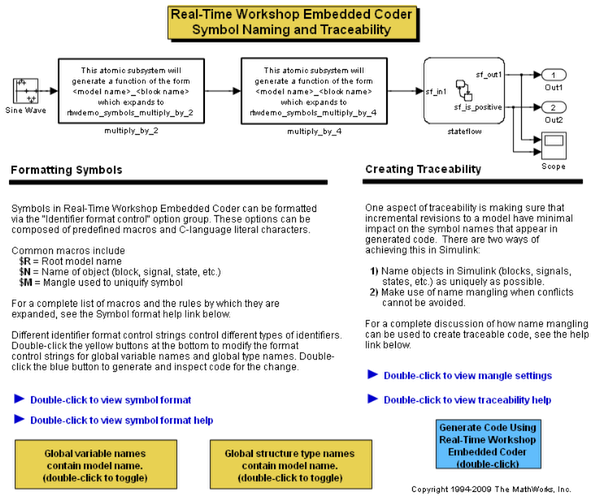 Real-Time Workshop Embedded Coder
Symbol Naming and Traceability
Sine Wave
This atomic subsystem will
generate a function of the form
<model name>_<block name>
which expands to
rtwdemo_symbols_multiply_by_2
multiply_by_2
This atomic subsystem will
generate a function of the form
<model name>_<block name>
which expands to
rtwdemo_symbols_multiply_by_4
multiply_by_4
sf_in1
sf_out1
sf_is_positive
stateflow
1
Out1
2
Out2
Scope
Formatting Symbols
Symbols in Real-Time Workshop Embedded Coder can be formatted
via the "Identifier format control" option group. These options can be
composed of predefined macros and C-language literal characters.
Common macros include
$R = Root model name
$N = Name of object (block, signal, state, etc.)
$M = Mangle used to uniquify symbol
For a complete list of macros and the rules by which they are
expanded, see the Symbol format help link below.
Different identifier format control strings control different types of identifiers.
Double-click the yellow buttons at the bottom to modify the format
control strings for global variable names and global type names. Double-
click the blue button to generate and inspect code for the change.
Double-click to view symbol format
Double-click to view symbol format help
Global variable names
contain model name.
(double-click to toggle)
Global structure type names
contain model name.
(double-click to toggle)
Creating Traceability
One aspect of traceability is making sure that
incremental revisions to a model have minimal
impact on the symbol names that appear in
generated code. There are two ways of
achieving this in Simulink:
1) Name objects in Simulink (blocks, signals,
states, etc.) as uniquely as possible.
2) Make use of name mangling when conflicts
cannot be avoided.
For a complete discussion of how name mangling
can be used to create traceable code, see the help
link below.
Double-click to view mangle settings
Double-click to view traceability help
Generate Code Using
Real-Time Workshop
Embedded Coder
(double-click)
Copyright 1994-2009 The MathWorks, Inc.